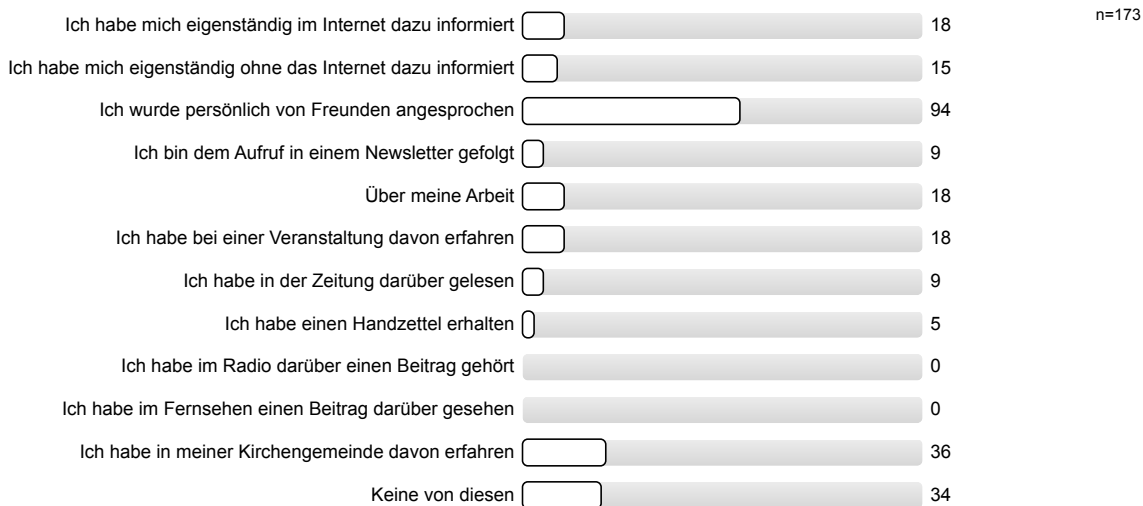 Ich habe mich eigenständig im Internet dazu informiert 18 n=173
Ich habe mich eigenständig ohne das Internet dazu informiert 15
Ich wurde persönlich von Freunden angesprochen 94
Ich bin dem Aufruf in einem Newsletter gefolgt 9
Über meine Arbeit 18
Ich habe bei einer Veranstaltung davon erfahren 18
Ich habe in der Zeitung darüber gelesen 9
Ich habe einen Handzettel erhalten 5
Ich habe im Radio darüber einen Beitrag gehört 0
Ich habe im Fernsehen einen Beitrag darüber gesehen 0
Ich habe in meiner Kirchengemeinde davon erfahren 36
Keine von diesen 34